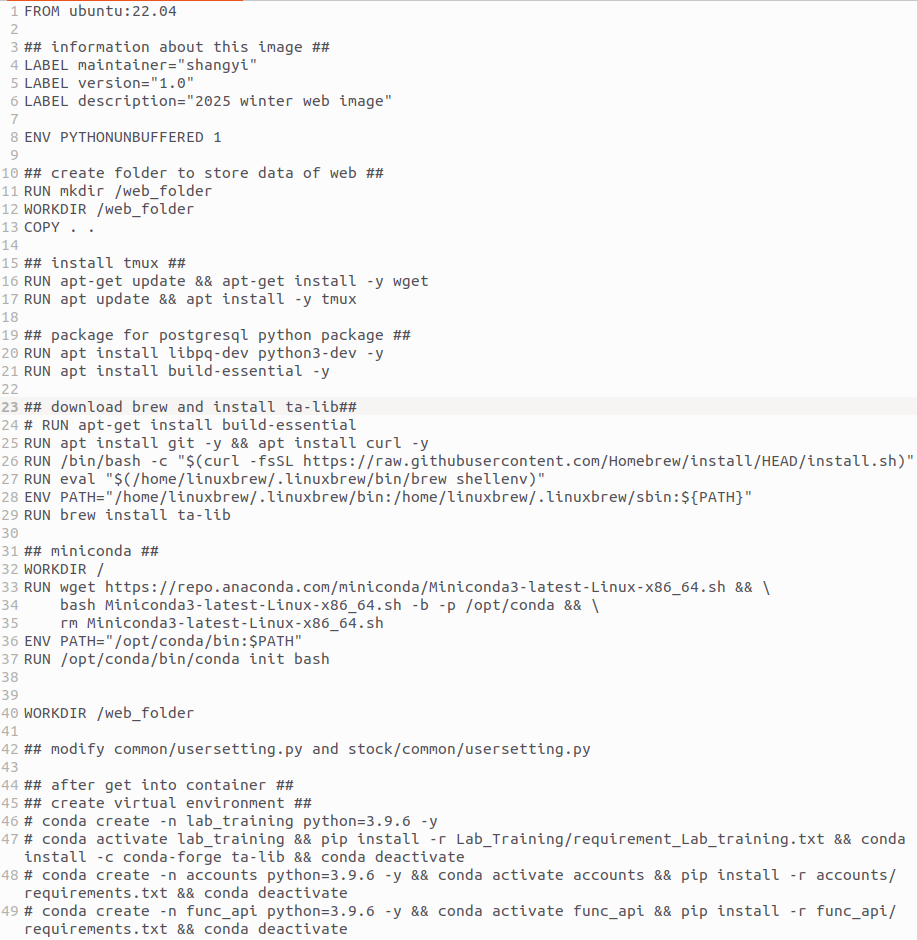 1 FROM ubuntu:22.04
2
3 ## information about this image ##
4 LABEL maintainer="shangyi"
5 LABEL version="1.0"
6 LABEL description="2025 winter web image"
7
8 ENV PYTHONUNBUFFERED 1
9
10 ## create folder to store data of web ##
11 RUN mkdir /web_folder
12 WORKDIR /web_folder
13 COPY . .
14
15 ## install tmux ##
16 RUN apt-get update && apt-get install -y wget
17 RUN apt update && apt install -y tmux
18
19 ## package for postgresql python package ##
20 RUN apt install libpq-dev python3-dev -y
21 RUN apt install build-essential -y
22
23 ## download brew and install ta-lib##
24 # RUN apt-get install build-essential
25 RUN apt install git -y && apt install curl -y
26 RUN /bin/bash -c "$(curl -fsSL https://raw.githubusercontent.com/Homebrew/install/HEAD/install.sh)"
27 RUN eval "$(/home/linuxbrew/.linuxbrew/bin/brew shellenv)"
28 ENV PATH="/home/linuxbrew/.linuxbrew/bin:/home/linuxbrew/.linuxbrew/sbin:${PATH}"
29 RUN brew install ta-lib
30
31 ## miniconda ##
32 WORKDIR /
33 RUN wget https://repo.anaconda.com/miniconda/Miniconda3-latest-Linux-x86_64.sh && \
34     bash Miniconda3-latest-Linux-x86_64.sh -b -p /opt/conda && \
35     rm Miniconda3-latest-Linux-x86_64.sh
36 ENV PATH="/opt/conda/bin:$PATH"
37 RUN /opt/conda/bin/conda init bash
38
39
40 WORKDIR /web_folder
41
42 ## modify common/usersetting.py and stock/common/usersetting.py
43
44 ## after get into container ##
45 ## create virtual environment ##
46 # conda create -n lab_training python=3.9.6 -y
47 # conda activate lab_training && pip install -r Lab_Training/requirement_Lab_training.txt && conda
install -c conda-forge ta-lib && conda deactivate
48 # conda create -n accounts python=3.9.6 -y && conda activate accounts && pip install -r accounts/
requirements.txt && conda deactivate
49 # conda create -n func_api python=3.9.6 -y && conda activate func_api && pip install -r func_api/
requirements.txt && conda deactivate